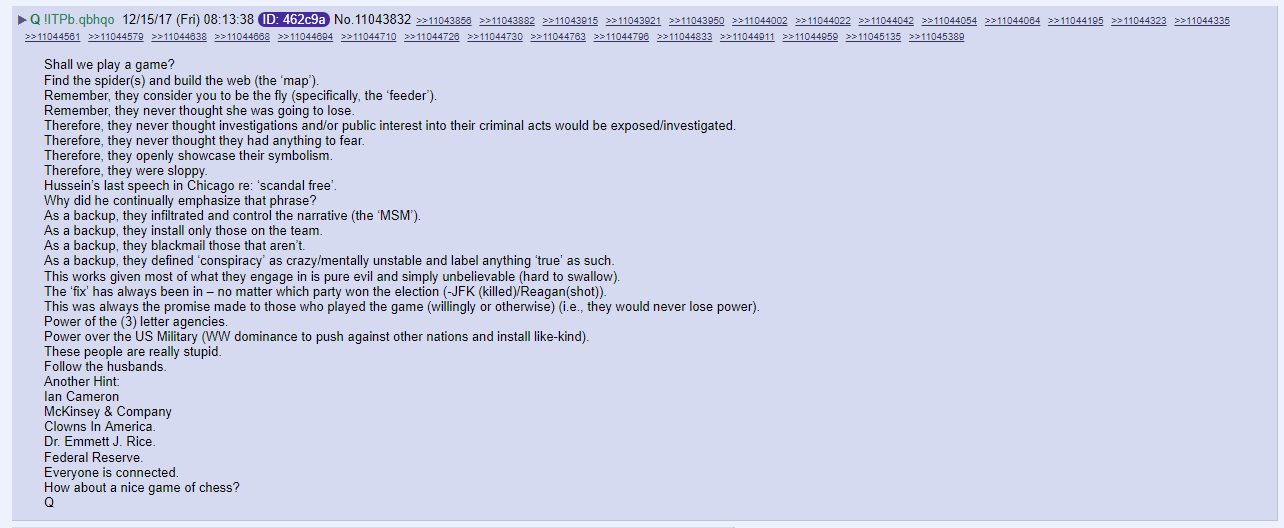 ▶ Q !ITPb.qbhqo 12/15/17 (Fri) 08:13:38 ID: 462c9a No.11043832 >>11043856 >>11043882 >>11043915 >>11043921 >>11043950 >>11044002 >>11044022 >>11044042 >>11044054 >>11044064 >>11044195 >>11044323 >>11044335
>>11044561 >>11044579 >>11044638 >>11044668 >>11044694 >>11044710 >>11044726 >>11044730 >>11044763 >>11044796 >>11044833 >>11044911 >>11044959 >>11045135 >>11045389
Shall we play a game?
Find the spider(s) and build the web (the ‘map’).
Remember, they consider you to be the fly (specifically, the ‘feeder’).
Remember, they never thought she was going to lose.
Therefore, they never thought investigations and/or public interest into their criminal acts would be exposed/investigated.
Therefore, they never thought they had anything to fear.
Therefore, they openly showcase their symbolism.
Therefore, they were sloppy.
Hussein’s last speech in Chicago re: ‘scandal free’.
Why did he continually emphasize that phrase?
As a backup, they infiltrated and control the narrative (the ‘MSM’).
As a backup, they install only those on the team.
As a backup, they blackmail those that aren’t.
As a backup, they defined ‘conspiracy’ as crazy/mentally unstable and label anything ‘true’ as such.
This works given most of what they engage in is pure evil and simply unbelievable (hard to swallow).
The ‘fix’ has always been in – no matter which party won the election (-JFK (killed)/Reagan(shot)).
This was always the promise made to those who played the game (willingly or otherwise) (i.e., they would never lose power).
Power of the (3) letter agencies.
Power over the US Military (WW dominance to push against other nations and install like-kind).
These people are really stupid.
Follow the husbands.
Another Hint:
Ian Cameron
McKinsey & Company
Clowns In America.
Dr. Emmett J. Rice.
Federal Reserve.
Everyone is connected.
How about a nice game of chess?
Q